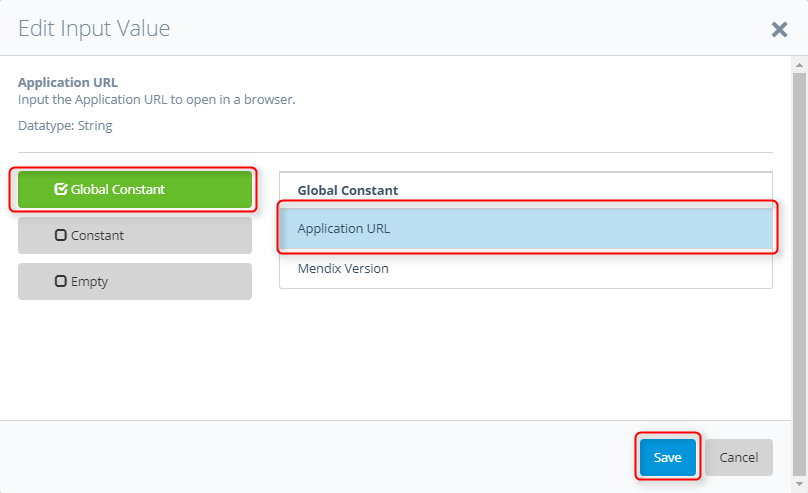 Edit Input Value
Application URL
Input the Application URL to open in a browser.
Datatype: String
Global Constant
Constant
Empty
Global Constant
Application URL
Mendix Version
Save
Cancel